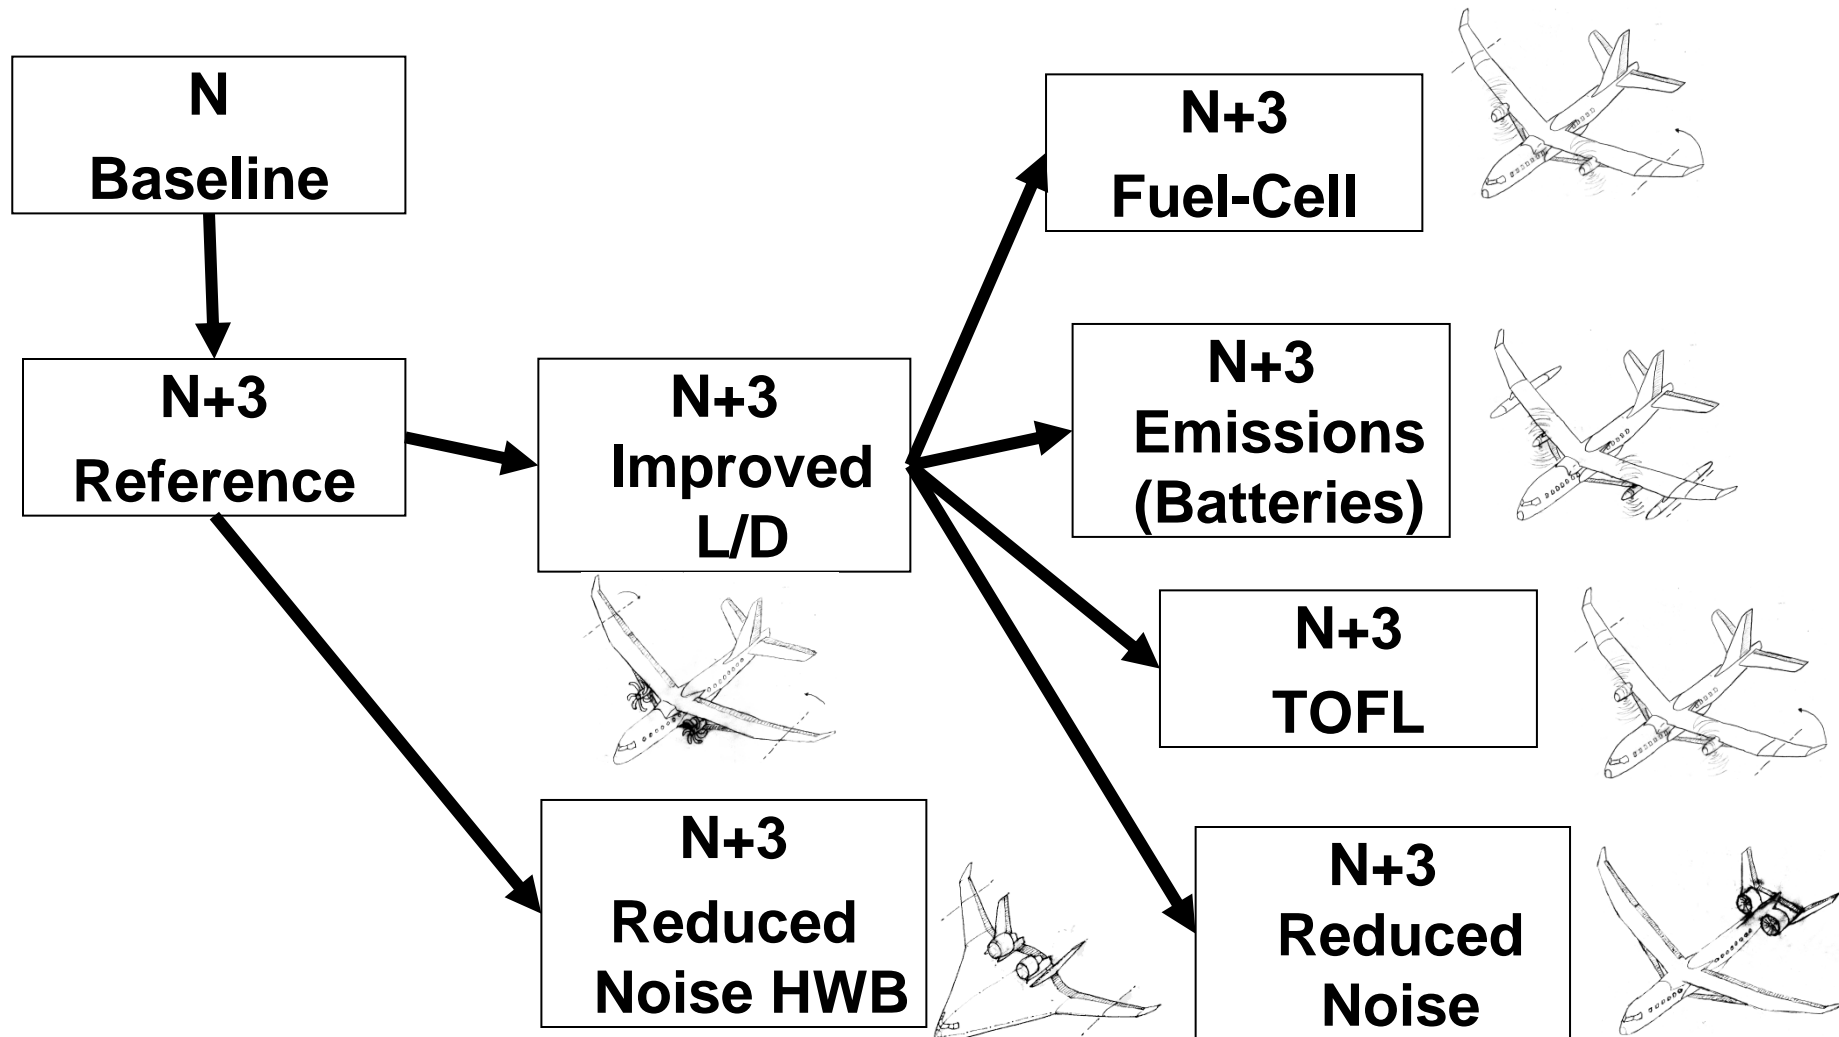 N
Baseline
N+3
Reference
N+3
Improved
L/D
N+3
Reduced
Noise HWB
N+3
Fuel-Cell
N+3
Emissions
(Batteries)
N+3
TOFL
N+3
Reduced
Noise